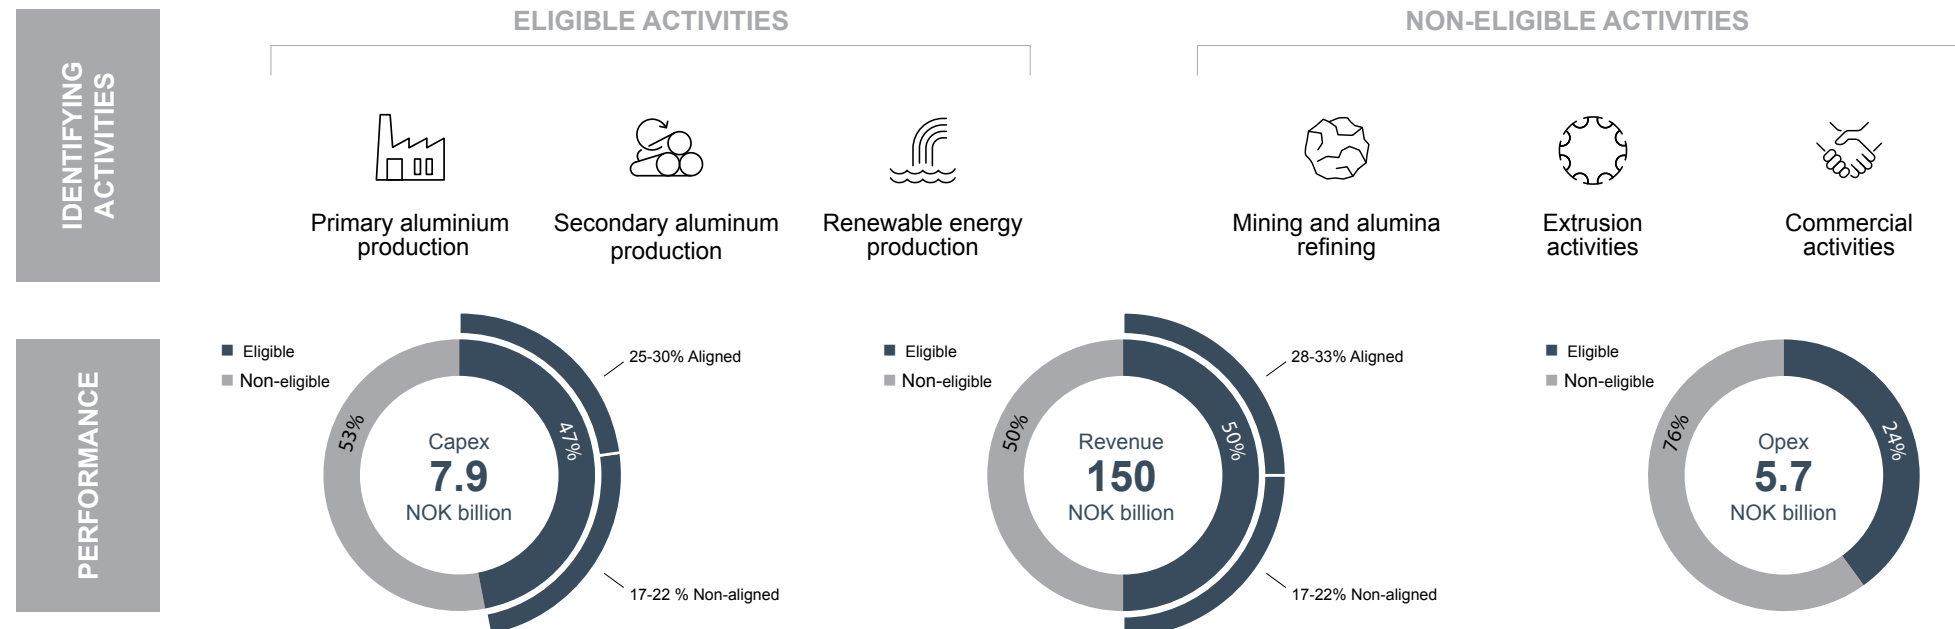 IDENTIFYING
ACTIVITIES
ELIGIBLE ACTIVITIES
NON-ELIGIBLE ACTIVITIES
Primary aluminium
production
Secondary aluminum
production
Renewable energy
production
Mining and alumina
refining
Extrusion
activities
Commercial
activities
PERFORMANCE
Eligible
Non-eligible
53%
47%
Capex
7.9
NOK billion
25-30% Aligned
17-22 % Non-aligned
Eligible
Non-eligible
50%
50%
Revenue
150
NOK billion
28-33% Aligned
17-22% Non-aligned
Eligible
Non-eligible
76%
24%
Opex
5.7
NOK billion